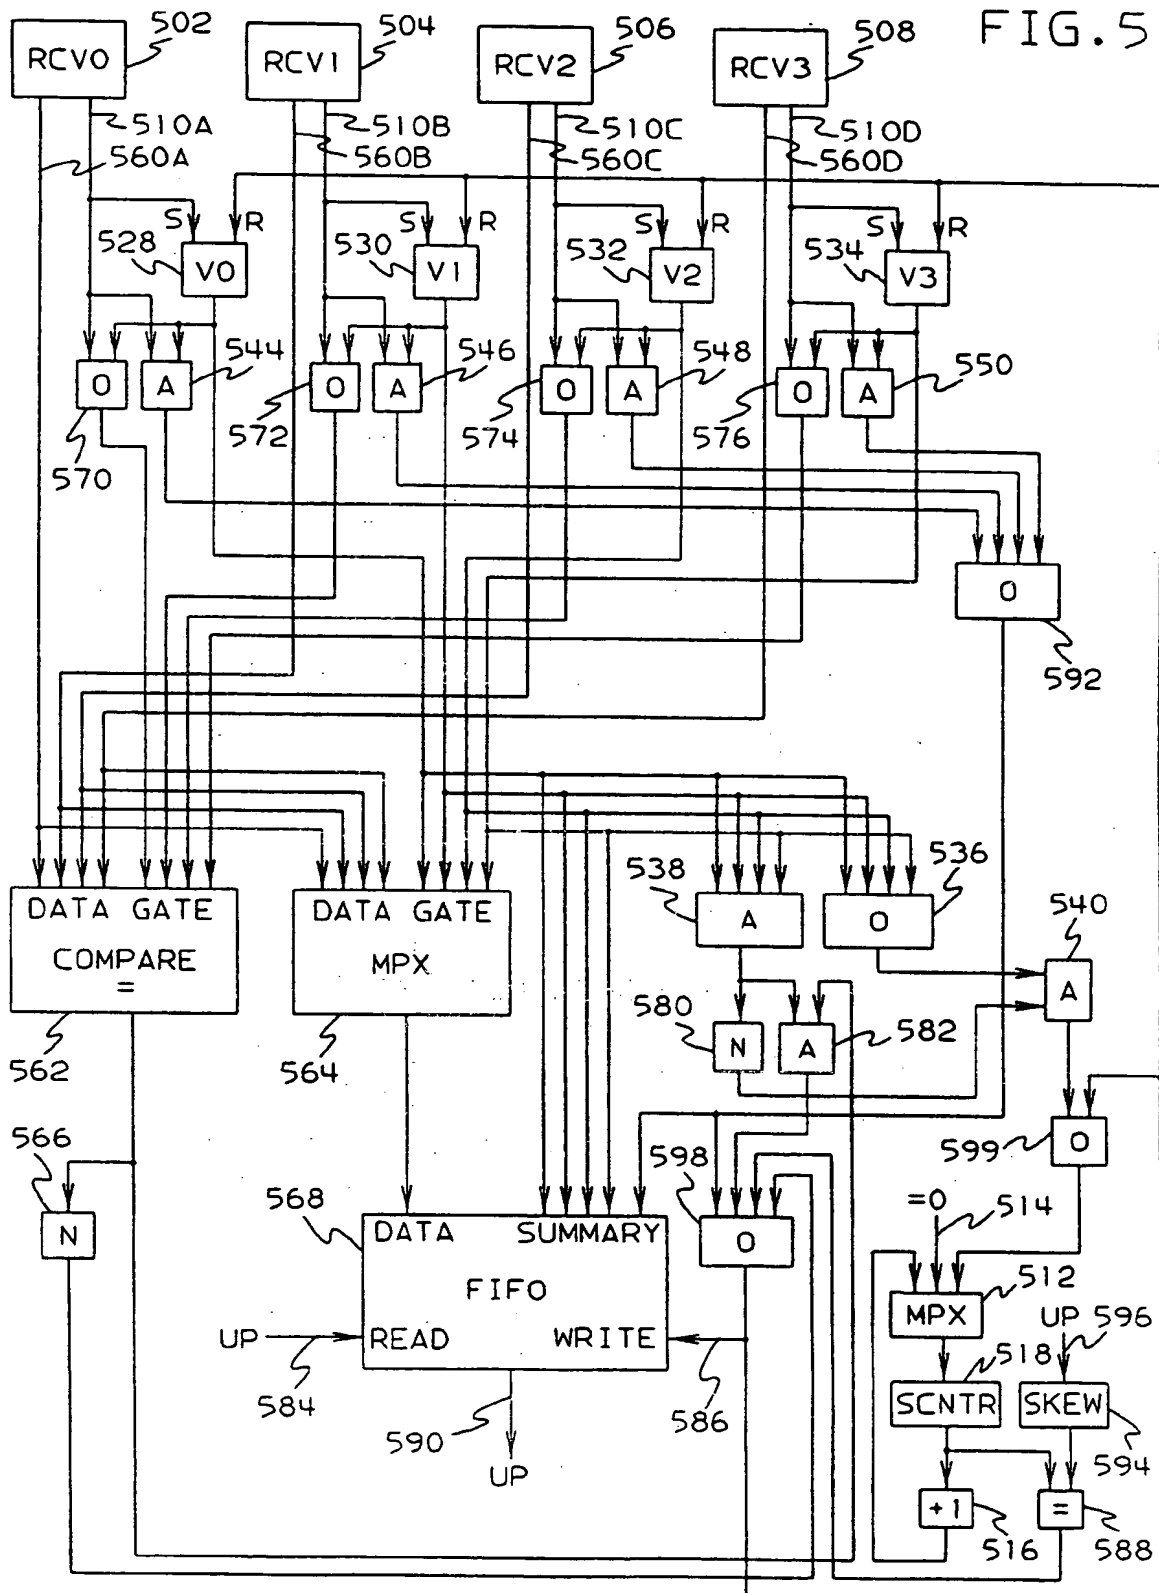 FIG.5
RCV0
502
RCV1
504
RCV2
506
RCV3
508
510A
560A
510B
560B
510C
560C
510D
560D
S
R
S
R
S
R
S
R
528
V0
530
V1
532
V2
534
V3
O
A
544
O
A
546
O
A
548
O
A
550
570
572
574
576
O
592
538
536
540
DATA GATE
COMPARE
=
DATA GATE
MPX
A
O
A
562
564
580
N
A
582
566
N
598
599
O
568
DATA
SUMMARY
FIFO
READ
WRITE
O
=0
514
MPX
512
UP
596
UP
584
586
518
SCNTR
SKEW
594
590
UP
+1
516
=
588